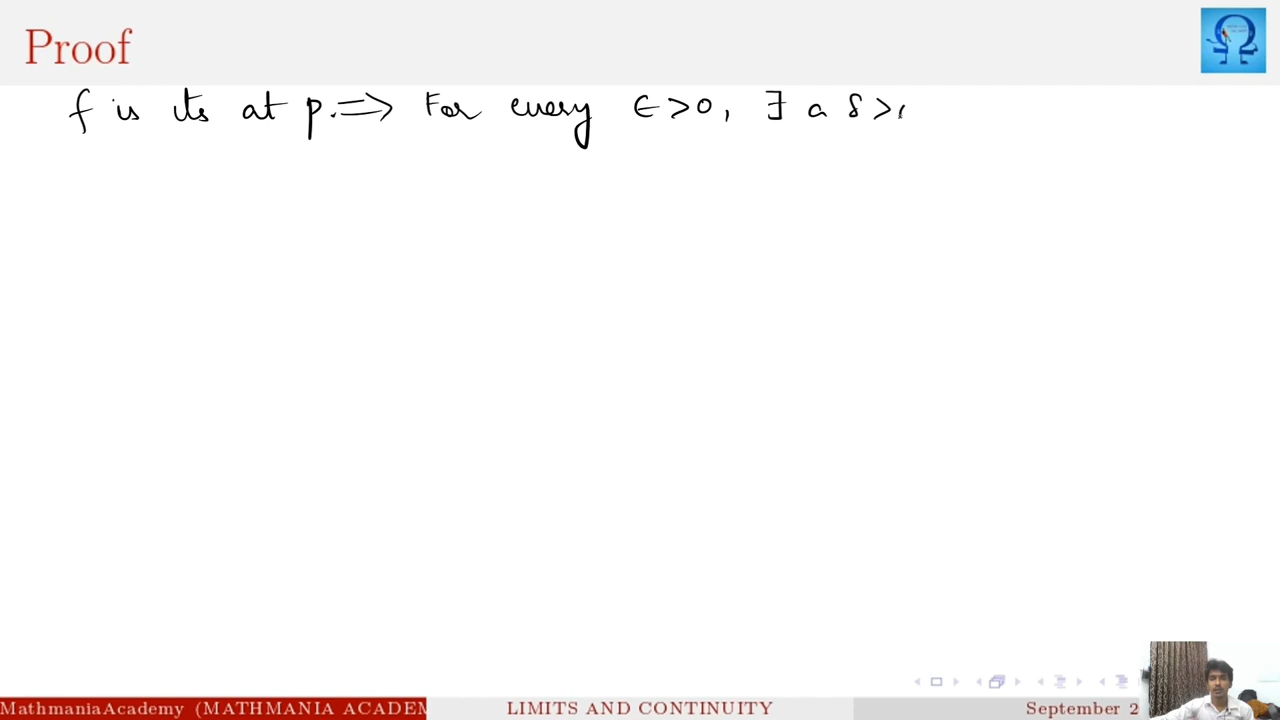 Proof
f is cts at p. ⇒ For every ε > 0, ∃ a δ >
MathmaniaAcademy (MATHMANIA ACADEM
LIMITS AND CONTINUITY
September 2